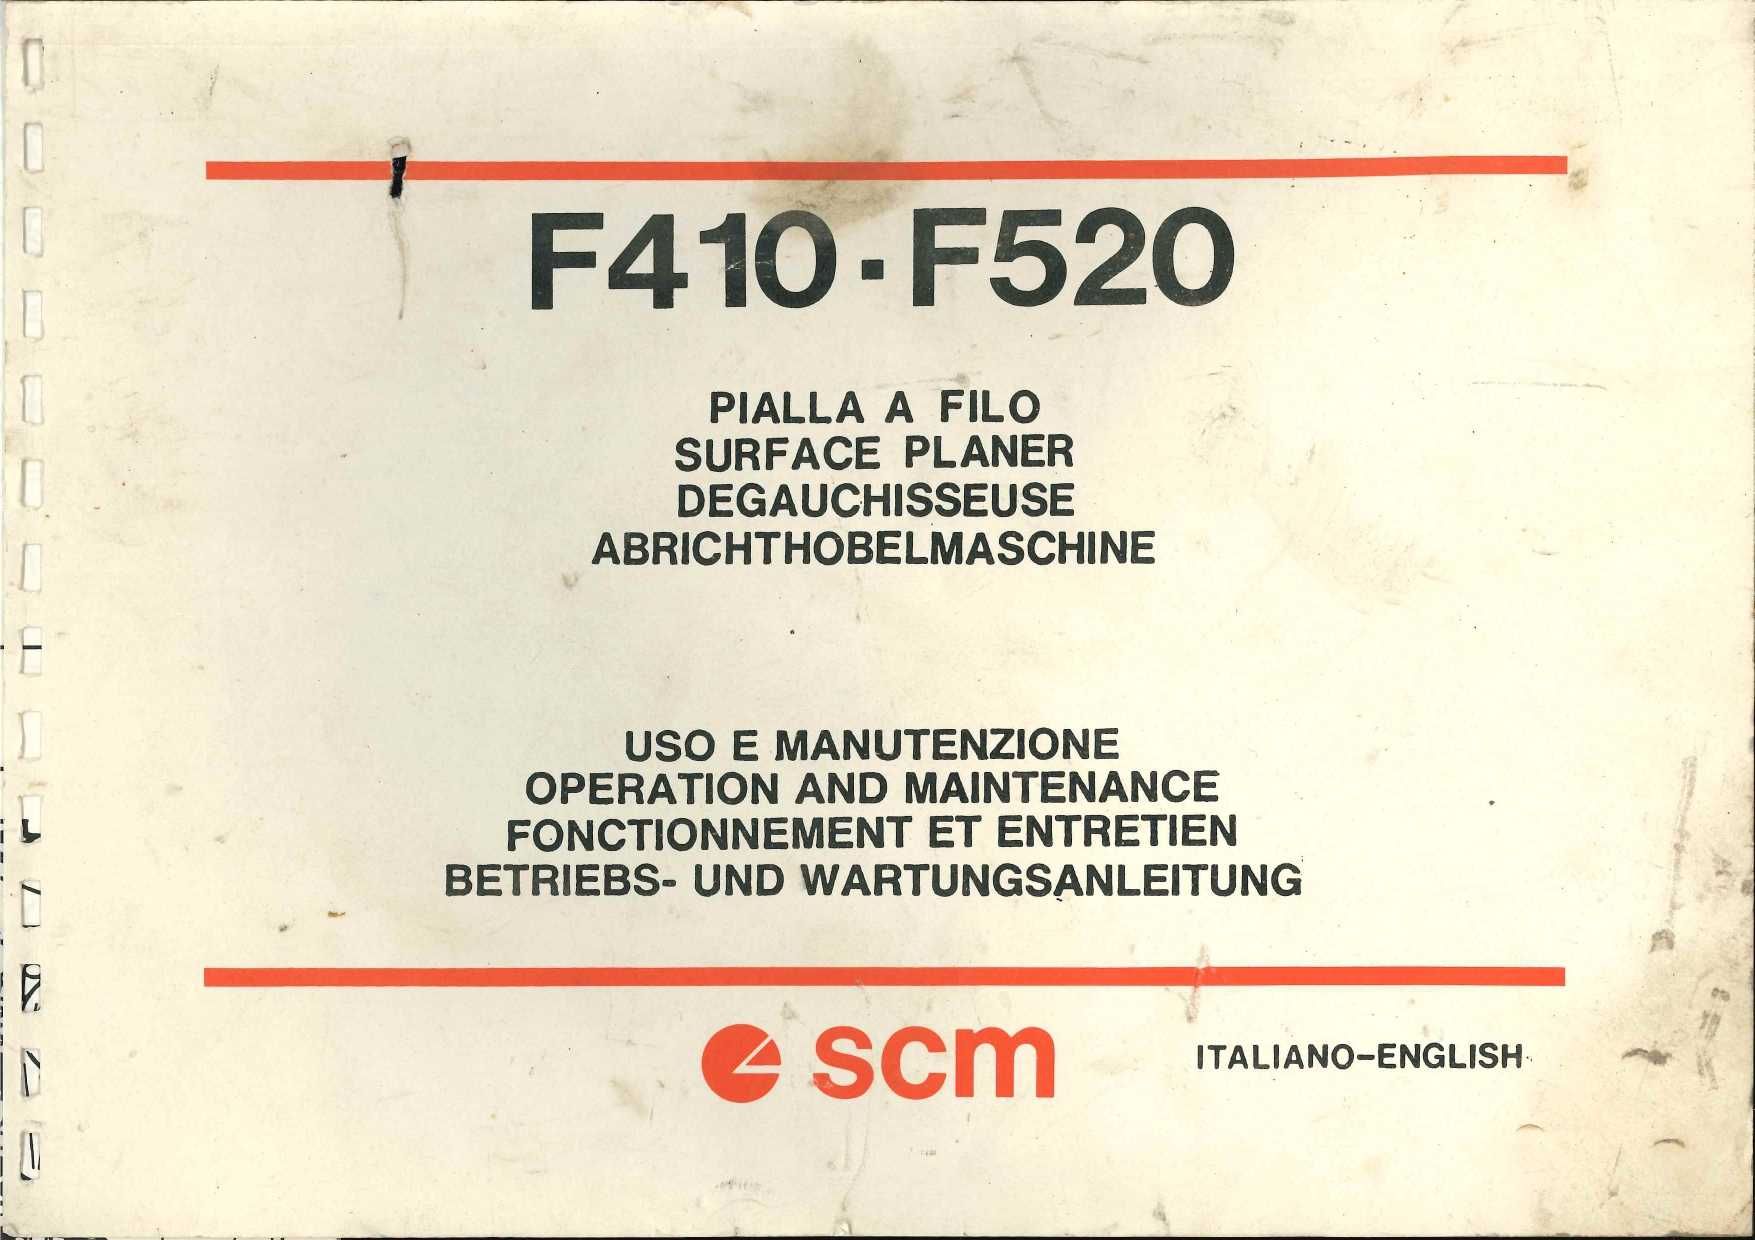 F410·F520
PIALLA A FILO
SURFACE PLANER
DEGAUCHISSEUSE
ABRICHTHOBELMASCHINE
USO E MANUTENZIONE
OPERATION AND MAINTENANCE
FONCTIONNEMENT ET ENTRETIEN
BETRIEBS- UND WARTUNGSANLEITUNG
scm
ITALIANO-ENGLISH